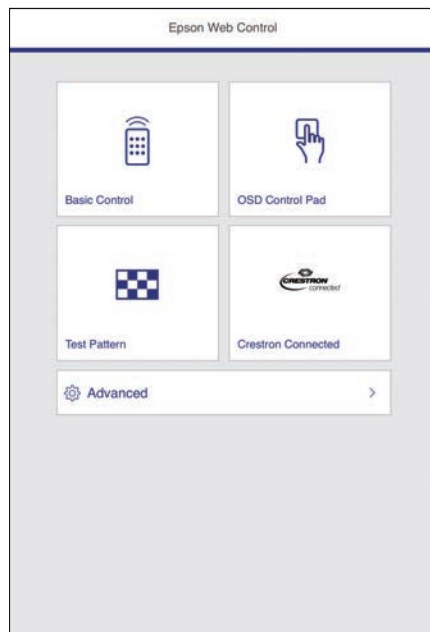 Epson Web Control
Basic Control
OSD Control Pad
CRESTRON
connected
Test Pattern
Crestron Connected
Advanced